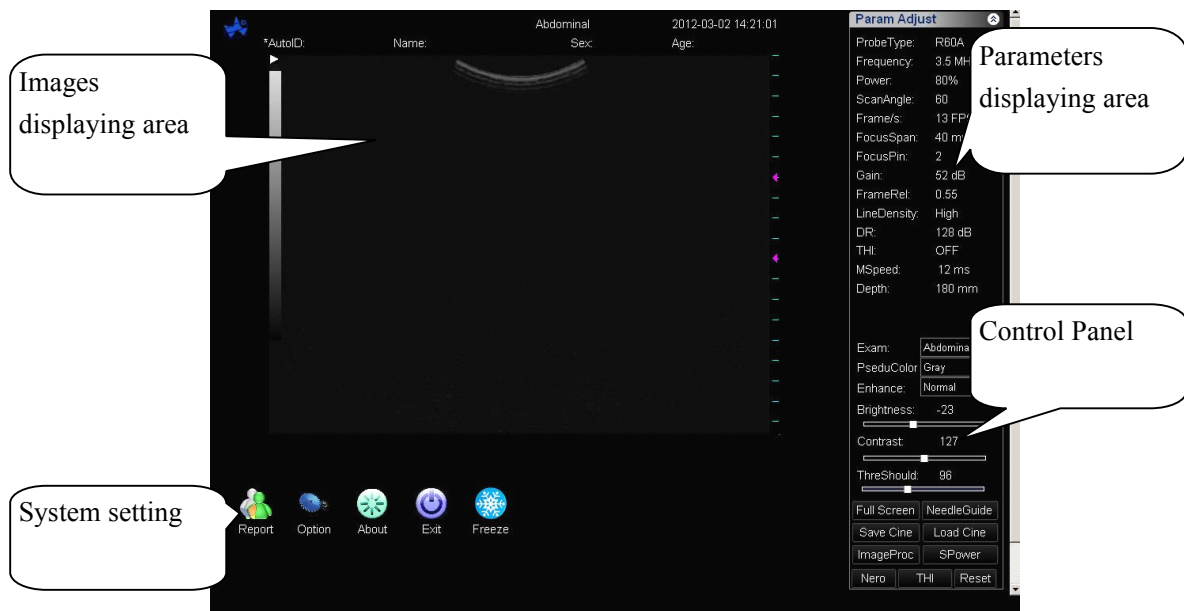 Abdominal 2012-03-02 14:21:01
*AutoID: Name: Sex: Age:
Images
displaying area
System setting
Report Option About Exit Freeze
Param Adjust
ProbeType: R60A
Frequency: 3.5 MH
Power: 80%
ScanAngle: 60
Frame/s: 13 FPS
FocusSpan: 40 mm
FocusPin: 2
Gain: 52 dB
FrameRel: 0.55
LineDensity: High
DR: 128 dB
THI: OFF
MSpeed: 12 ms
Depth: 180 mm
Parameters
displaying area
Control Panel
Exam: Abdomina
PseduColor Gray
Enhance: Normal
Brightness: -23
Contrast: 127
ThreShould: 96
Full Screen NeedleGuide
Save Cine Load Cine
ImageProc SPower
Nero THI Reset